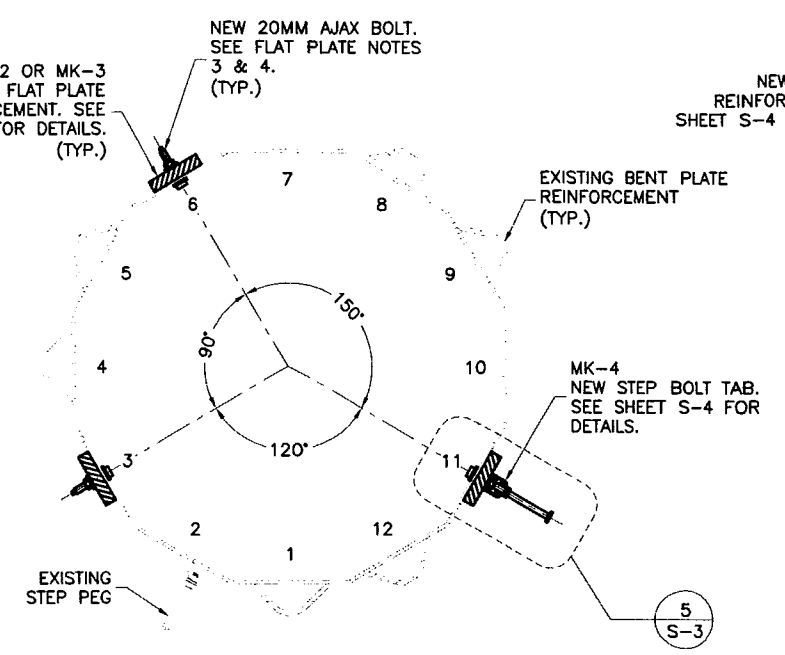 NEW 20MM AJAX BOLT.
SEE FLAT PLATE NOTES
3 & 4.
(TYP.)
2 OR MK-3
FLAT PLATE
CEMENT. SEE
FOR DETAILS.
(TYP.)
NEW
REINFOR
SHEET S-4
EXISTING BENT PLATE
REINFORCEMENT
(TYP.)
7
6
8
5
9
150°
90°
4
10
MK-4
NEW STEP BOLT TAB.
SEE SHEET S-4 FOR
DETAILS.
120°
3
11
2
12
1
EXISTING
STEP PEG
5
S-3